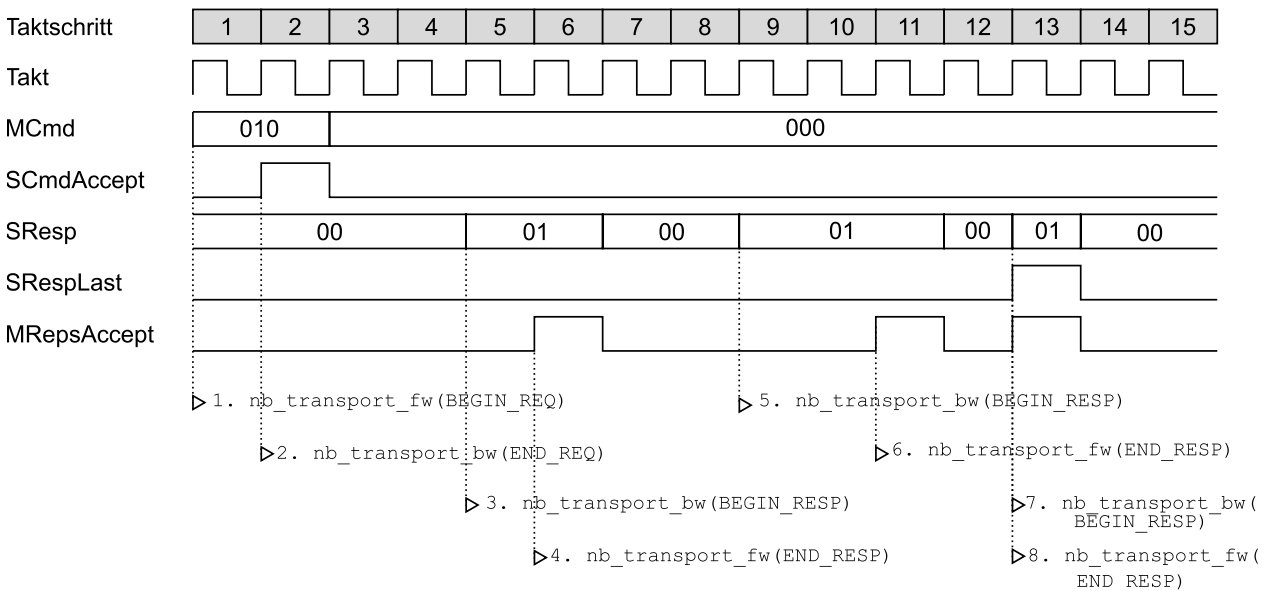 Taktschritt 1 2 3 4 5 6 7 8 9 10 11 12 13 14 15
Takt
MCmd 010 000
SCmdAccept
SResp 00 01 00 01 00 01 00
SRespLast
MRepsAccept
1. nb_transport_fw(BEGIN_REQ)
5. nb_transport_bw(BEGIN_RESP)
2. nb_transport_bw(END_REQ)
6. nb_transport_fw(END_RESP)
3. nb_transport_bw(BEGIN_RESP)
7. nb_transport_bw(
BEGIN_RESP)
4. nb_transport_fw(END_RESP)
8. nb_transport_fw(
END RESP)